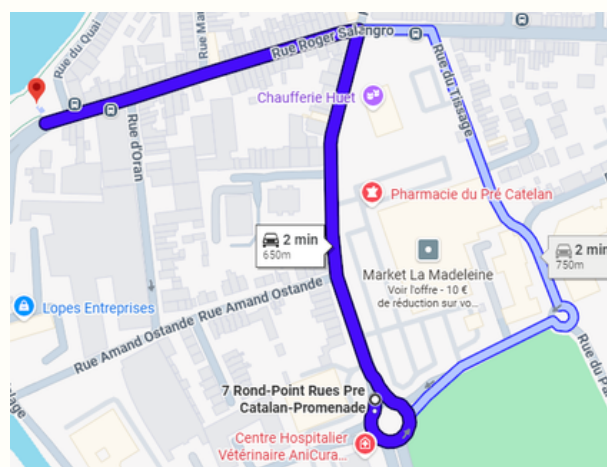 Rue du Quai
Rue Roger Salengro
Rue du Tissage
Chaufferie Huet
Rue d'Oran
Pharmacie du Pré Catelan
2 min
650m
2 min
750m
Market La Madeleine
Voir l'offre - 10 €
de réduction sur vo...
Lopes Entreprises
Rue Amand Ostande
Rue Amand Ostande
7 Rond-Point Rues Pre
Catalan-Promenade
Centre Hospitalier
Vétérinaire AniCura...